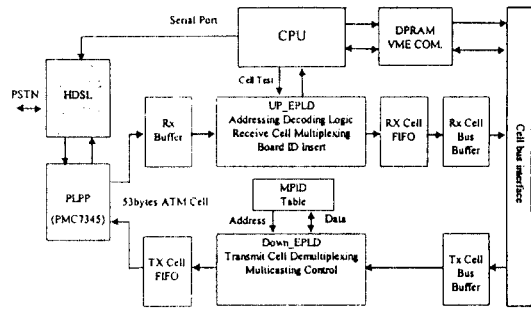 Serial Port
CPU
DPRAM
VME COM.
PSTN
HDSL
Cell Test
Rx
Buffer
UP_EPLD
Addressing Decoding Logic
Receive Cell Multiplexing
Board ID Insert
RX Cell
FIFO
Rx Cell
Bus
Buffer
Cell bus interface
PLPP
(PMC7345)
53bytes ATM Cell
MPID
Table
Address
Data
TX Cell
FIFO
Down_EPLD
Transmit Cell Demultiplexing
Multicasting Control
Tx Cell
Bus
Buffer